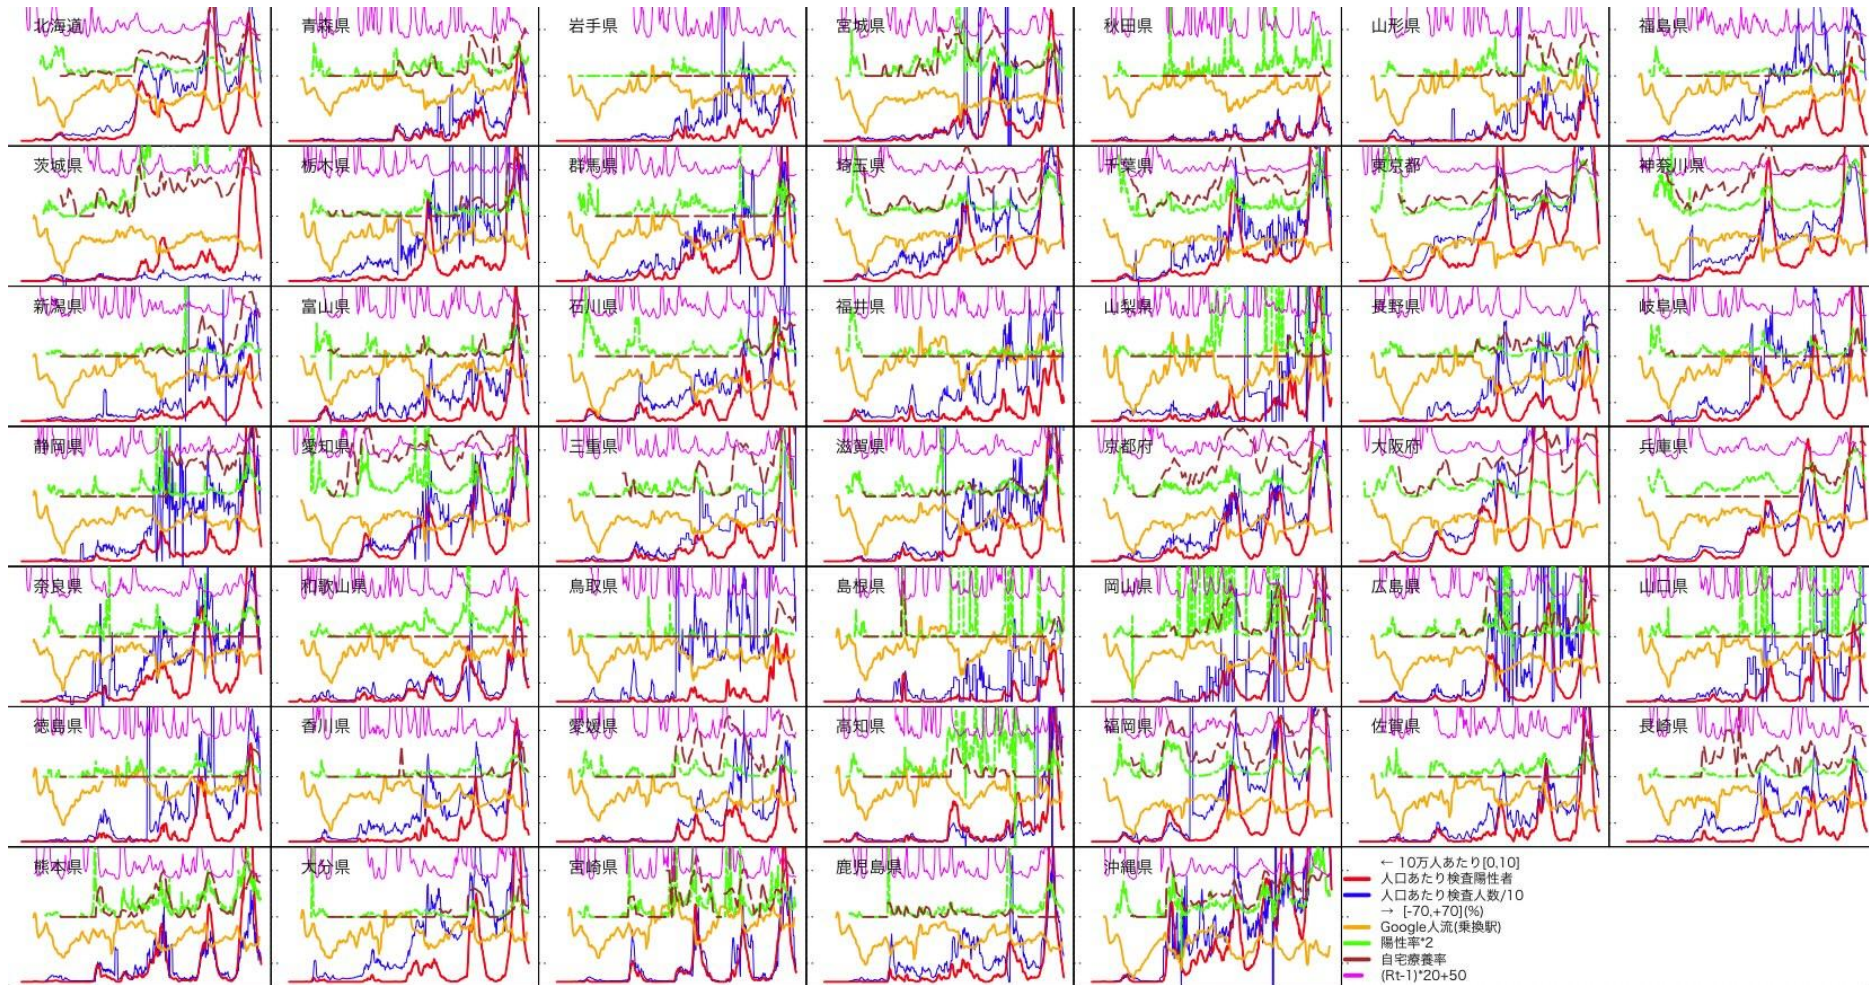 北海道
青森県
岩手県
宮城県
秋田県
山形県
福島県
茨城県
栃木県
群馬県
埼玉県
千葉県
東京都
神奈川県
新潟県
富山県
石川県
福井県
山梨県
長野県
岐阜県
静岡県
愛知県
三重県
滋賀県
京都府
大阪府
兵庫県
奈良県
和歌山県
鳥取県
島根県
岡山県
広島県
山口県
徳島県
香川県
愛媛県
高知県
福岡県
佐賀県
長崎県
熊本県
大分県
宮崎県
鹿児島県
沖縄県
← 10万人あたり[0,10]
人口あたり検査陽性者
人口あたり検査人数/10
→ [-70,+70](%)
Google人流(乗換駅)
陽性率*2
自宅療養率
(Rt-1)*20+50